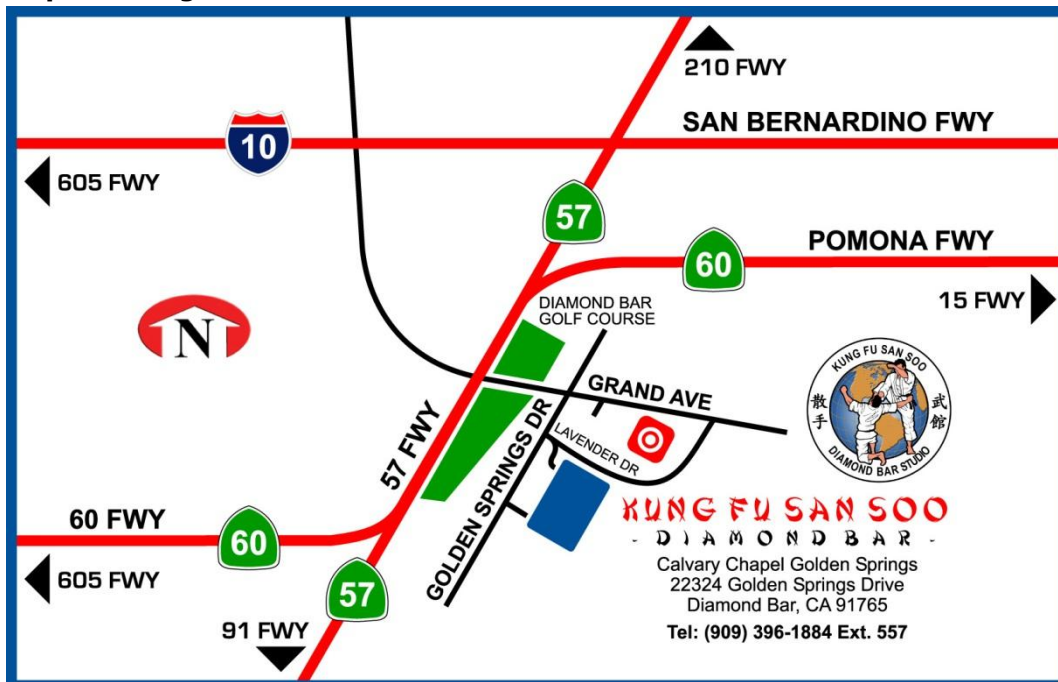 210 FWY
SAN BERNARDINO FWY
10
605 FWY
57
POMONA FWY
60
15 FWY
N
DIAMOND BAR
GOLF COURSE
GRAND AVE
57 FWY
GOLDEN SPRINGS DR
LAVENDER DR
KUNG FU SAN SOO
散手
武館
DIAMOND BAR STUDIO
60 FWY
60
605 FWY
57
91 FWY
KUNG FU SAN SOO
- DIAMOND BAR -
Calvary Chapel Golden Springs
22324 Golden Springs Drive
Diamond Bar, CA 91765
Tel: (909) 396-1884 Ext. 557